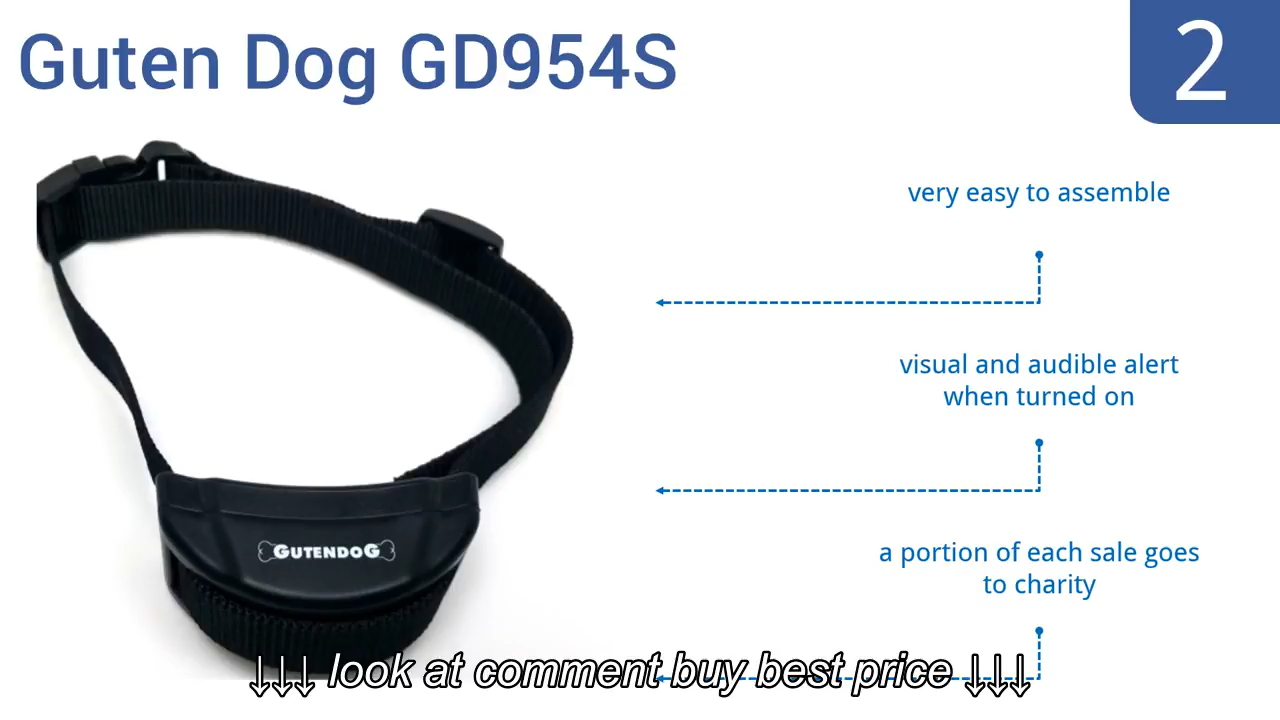 Guten Dog GD954S
2
very easy to assemble
visual and audible alert
when turned on
a portion of each sale goes
to charity
GUTENDOG
↓↓↓ look at comment buy best price ↓↓↓